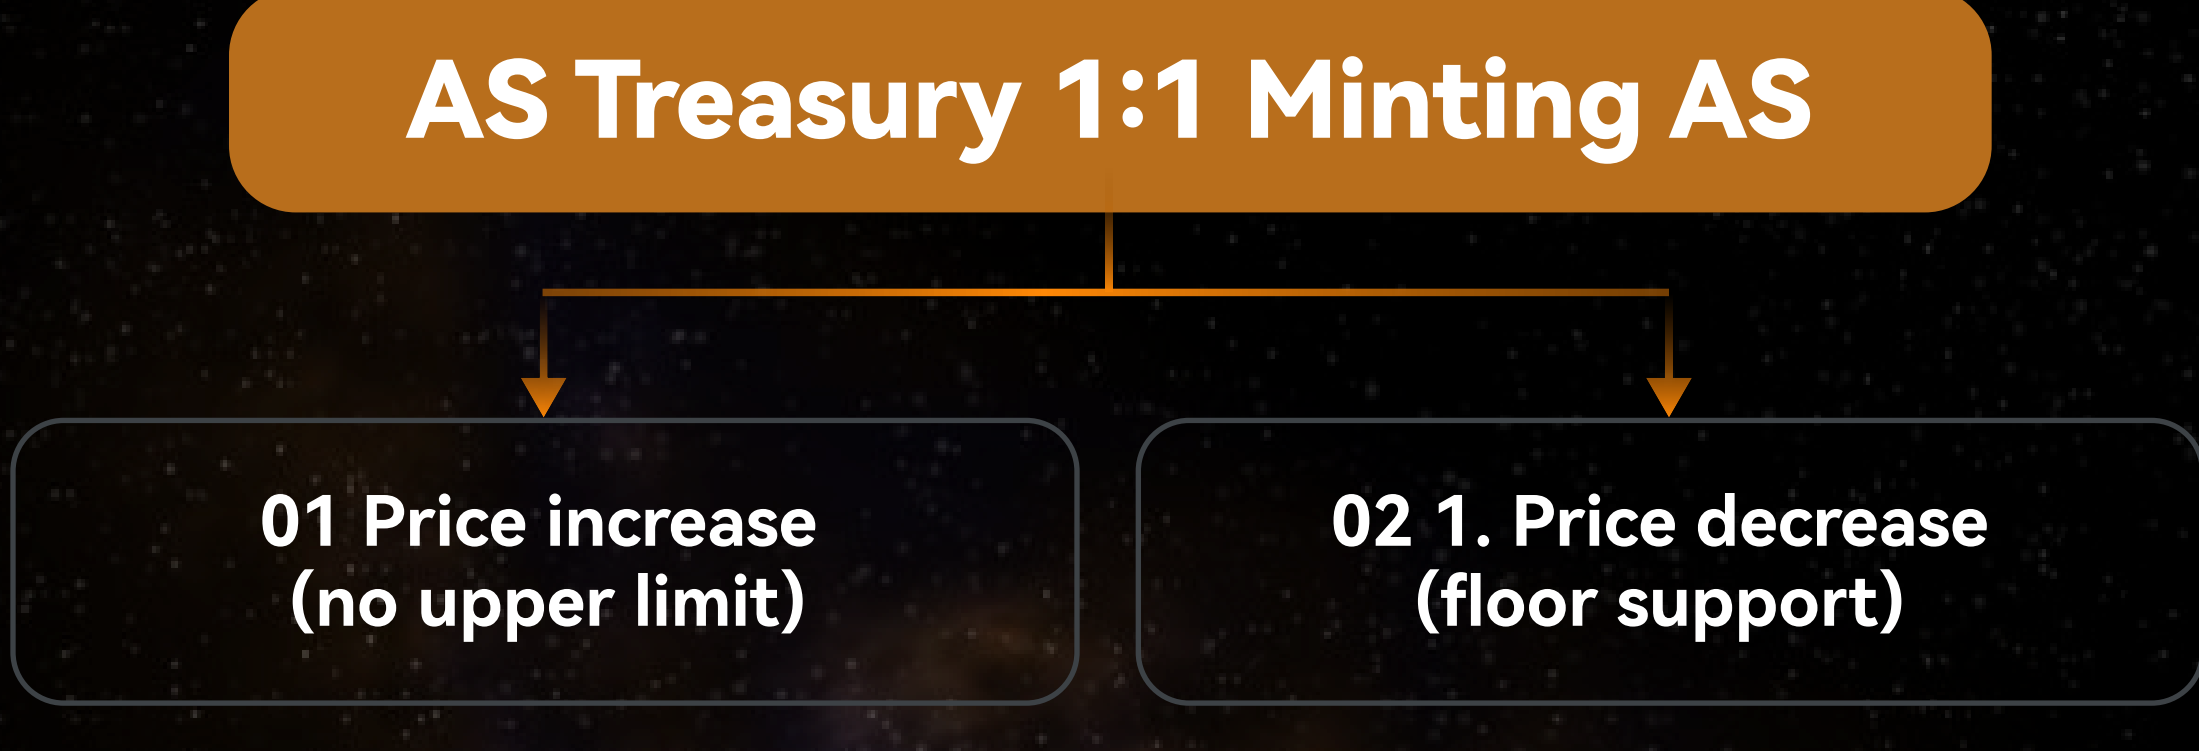 AS Treasury 1:1 Minting AS
01 Price increase
(no upper limit)
02 1. Price decrease
(floor support)